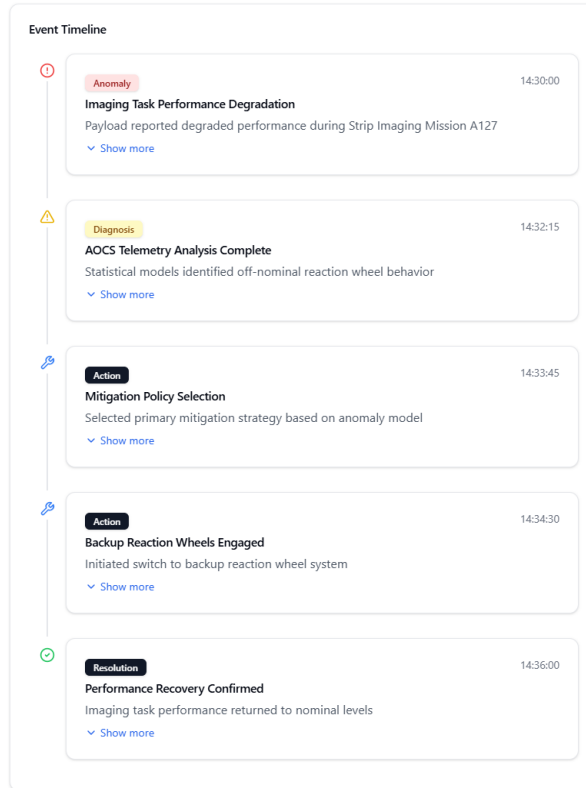 Event Timeline
Anomaly
14:30:00
Imaging Task Performance Degradation
Payload reported degraded performance during Strip Imaging Mission A127
Show more
Diagnosis
14:32:15
AOCS Telemetry Analysis Complete
Statistical models identified off-nominal reaction wheel behavior
Show more
Action
14:33:45
Mitigation Policy Selection
Selected primary mitigation strategy based on anomaly model
Show more
Action
14:34:30
Backup Reaction Wheels Engaged
Initiated switch to backup reaction wheel system
Show more
Resolution
14:36:00
Performance Recovery Confirmed
Imaging task performance returned to nominal levels
Show more